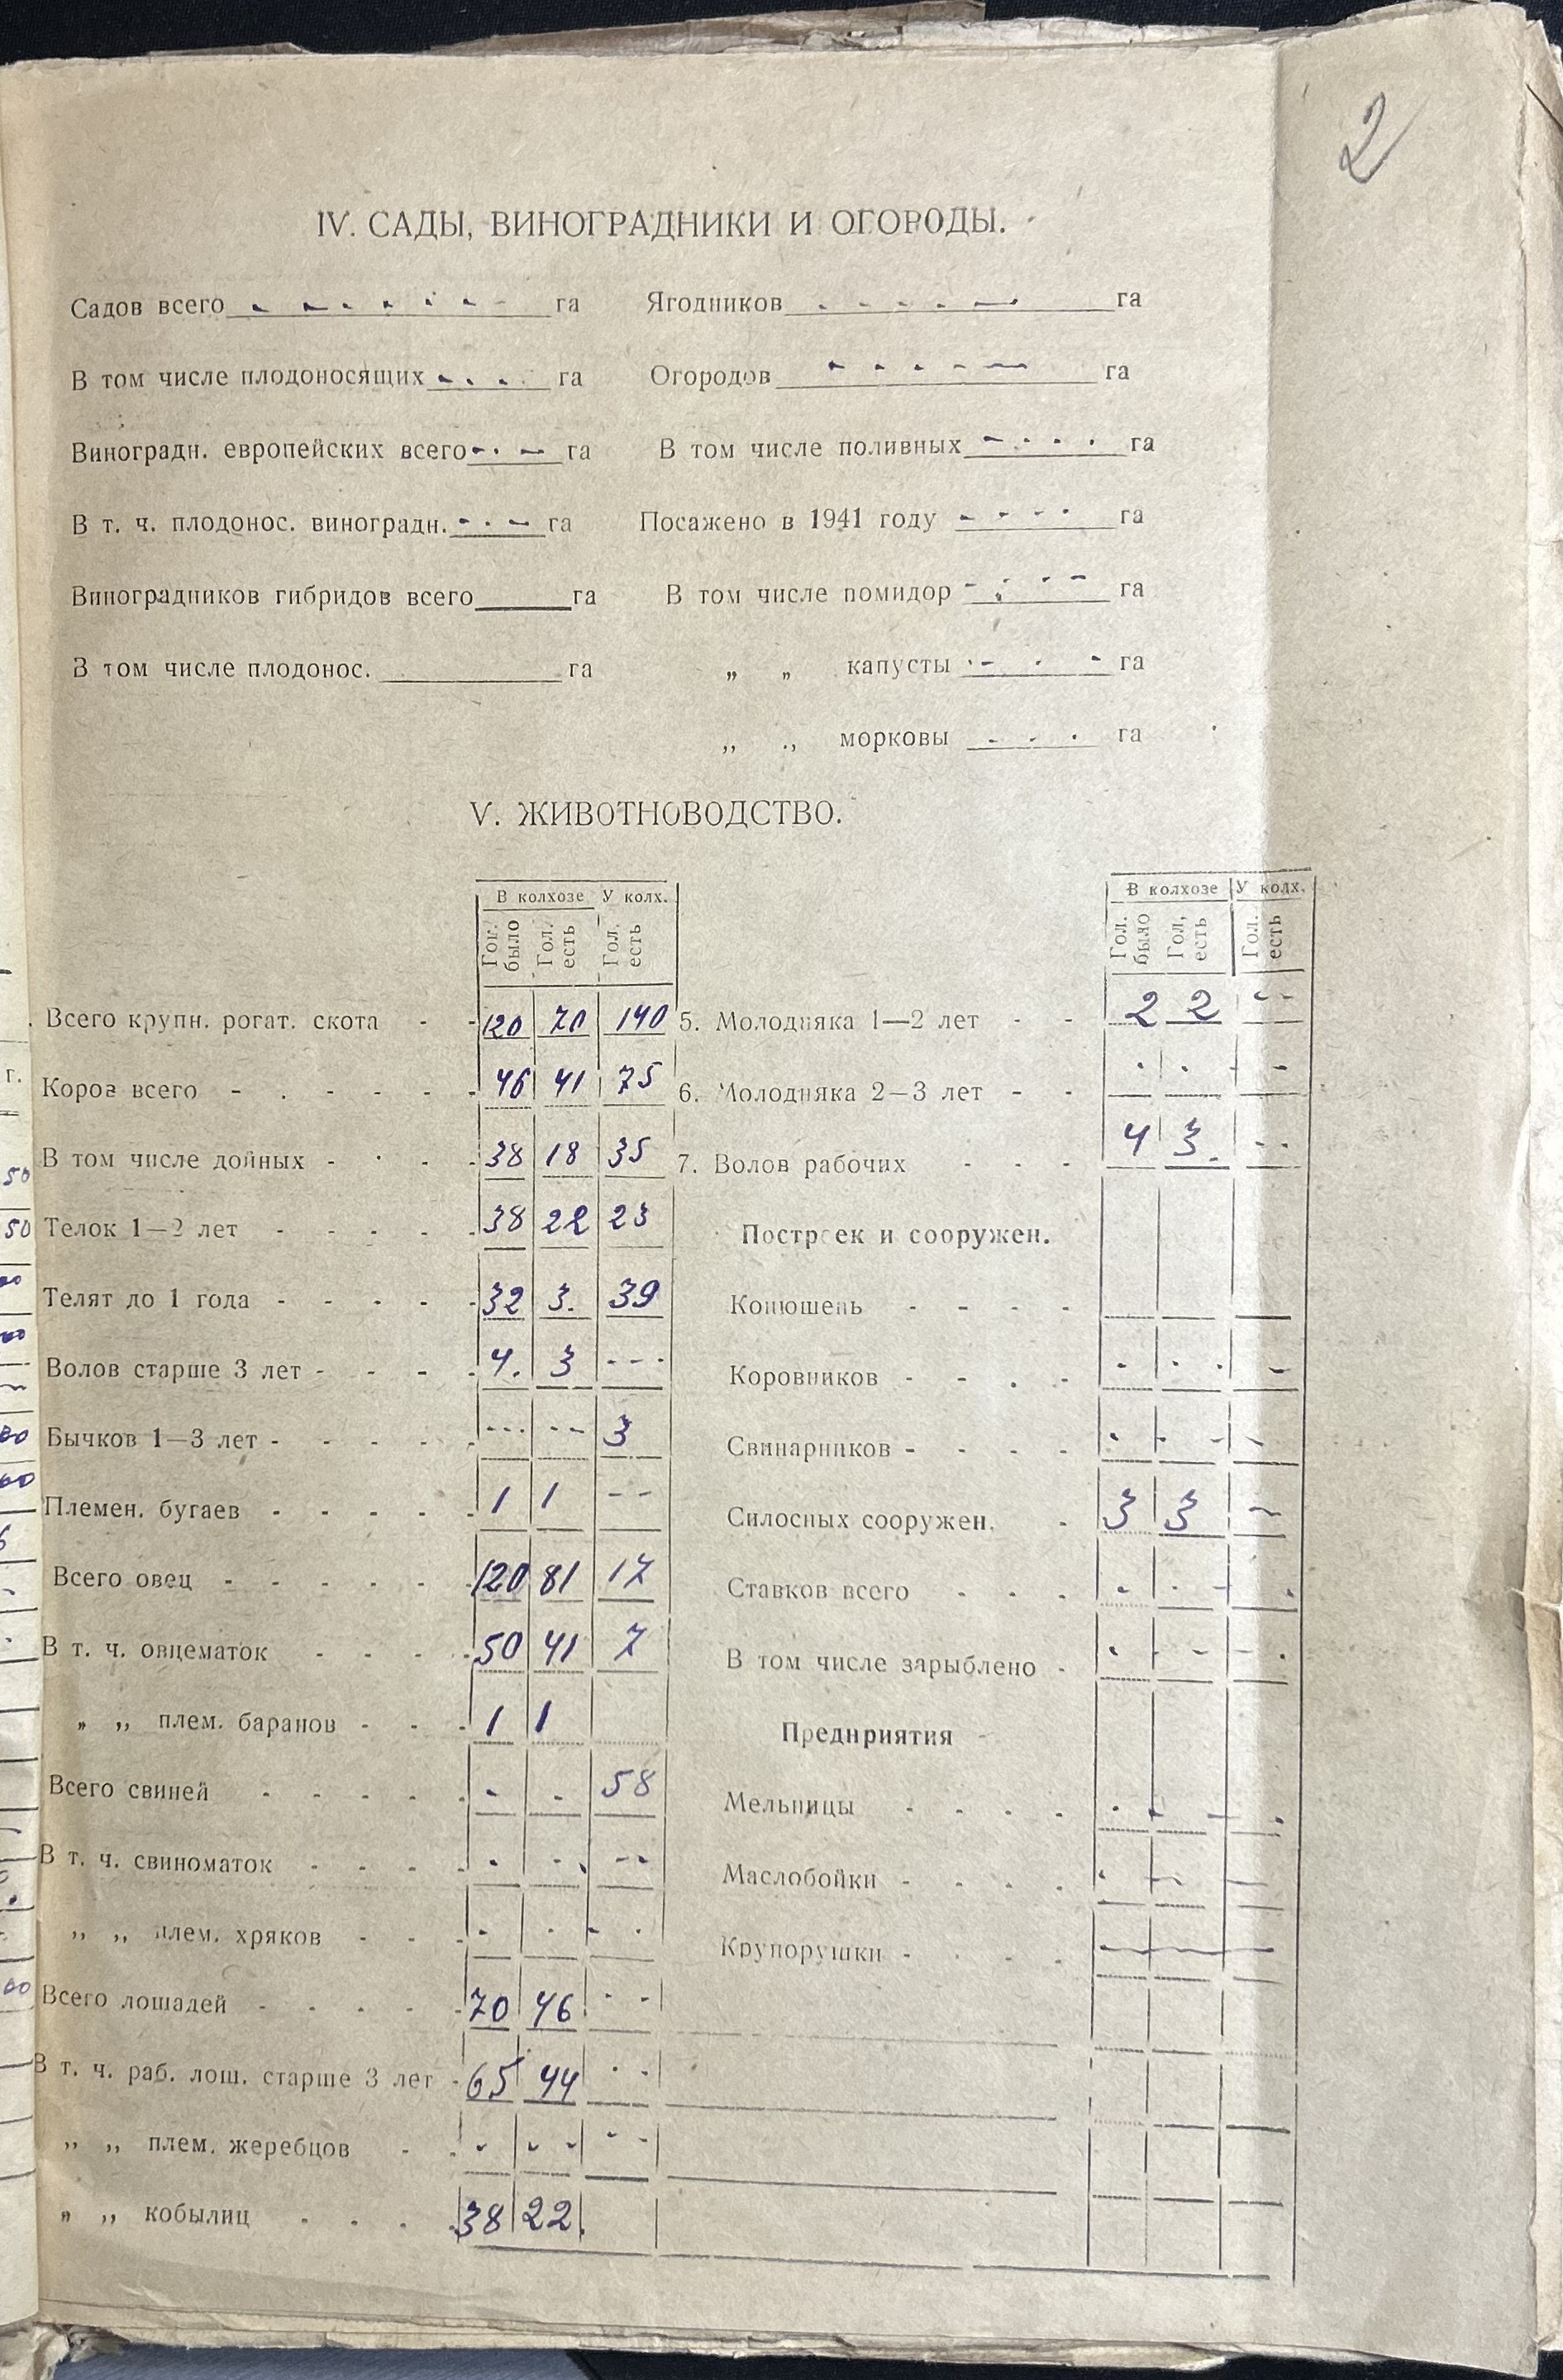 2
IV. САДЫ, ВИНОГРАДНИКИ И ОГОРОДЫ.
Садов всего га Ягодников га
В том числе плодоносящих га Огородов га
Виноградн. европейских всего га В том числе поливных га
В т. ч. плодонос. виноградн. га Посажено в 1941 году га
Виноградников гибридов всего га В том числе помидор га
В том числе плодонос. га „ „ капусты га
„ „ морковы га
V. ЖИВОТНОВОДСТВО.
В колхозе У колх. В колхозе У колх.
Гол. было Гол. есть Гол. есть Гол. было Гол. есть Гол. есть
Всего крупн. рогат. скота - - 120 70 140 5. Молодняка 1—2 лет - - 2 2 - -
Коров всего - . - - - - 46 41 75 6. Молодняка 2—3 лет - - . . -
В том числе дойных - . - - 38 18 35 7. Волов рабочих - - - 4 3. - -
Телок 1—2 лет - - - - - 38 22 23 Построек и сооружен.
Телят до 1 года - - - - - 32 3. 39 Конюшень - - - -
Волов старше 3 лет - - - - 4. 3 - - - Коровников - - . - . . . -
Бычков 1—3 лет - - - - - --- -- 3 Свинарников - - - - . - - -
Племен. бугаев - - - - - 1 1 -- Силосных сооружен. - 3 3 -
Всего овец - - - - - - 120 81 17 Ставков всего - - - . . - .
В т. ч. овцематок - - - - 50 41 7 В том числе зарыблено - . - - - .
„ „ плем. баранов - - - 1 1 Предприятия -
Всего свиней - - - - - - - 58 Мельницы - - - - . . - .
В т. ч. свиноматок - - - - . - -- Маслобойки - - - - . - -
„ „ плем. хряков - - - . . - . Крупорушки - - - -
Всего лошадей - - - - - 70 46 - -
В т. ч. раб. лош. старше 3 лет - 65 44 . -
„ „ плем. жеребцов - - - - - - -
„ „ кобылиц - - - - 38 22.
г.
50
50